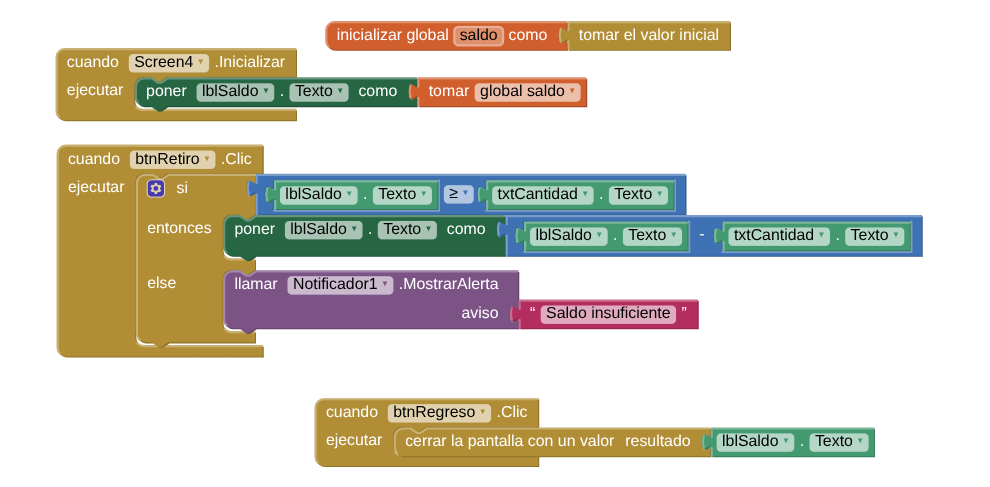 inicializar global saldo como tomar el valor inicial
cuando Screen4 .Inicializar
ejecutar poner lblSaldo . Texto como tomar global saldo
cuando btnRetiro .Clic
ejecutar si lblSaldo . Texto ≥ txtCantidad . Texto
entonces poner lblSaldo . Texto como lblSaldo . Texto - txtCantidad . Texto
else llamar Notificador1 .MostrarAlerta
aviso “ Saldo insuficiente ”
cuando btnRegreso .Clic
ejecutar cerrar la pantalla con un valor resultado lblSaldo . Texto